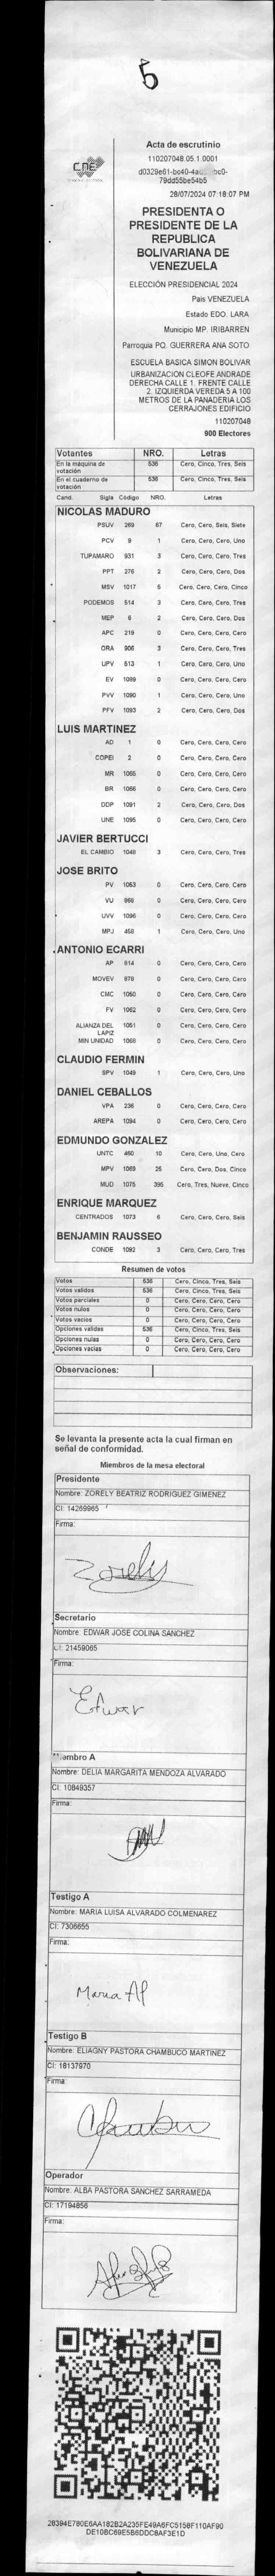 5
CNE
Acta de escrutinio
110207048.05.1.0001
79dd55be54b5
28/07/2024 07:18:07 PM
PRESIDENTA O
PRESIDENTE DE LA
REPUBLICA
BOLIVARIANA DE
VENEZUELA
ELECCIÓN PRESIDENCIAL 2024
Pais VENEZUELA
Estado EDO. LARA
Municipio MP. IRIBARREN
Parroquia PQ. GUERRERA ANA SOTO
ESCUELA BASICA SIMON BOLIVAR
URBANIZACION CLEOFE ANDRADE
DERECHA CALLE 1. FRENTE CALLE
2. IZQUIERDA VEREDA 5 A 100
METROS DE LA PANADERIA LOS
CERRAJONES EDIFICIO
110207048
900 Electores
Votantes NRO. Letras
En la máquina de votación 536 Cero, Cinco, Tres, Seis
En el cuaderno de votación 536 Cero, Cinco, Tres, Seis
Cand. Sigla Código NRO. Letras
NICOLAS MADURO
PSUV 269 67 Cero, Cero, Seis, Siete
PCV 9 1 Cero, Cero, Cero, Uno
TUPAMARO 931 3 Cero, Cero, Cero, Tres
PPT 276 2 Cero, Cero, Cero, Dos
MSV 1017 5 Cero, Cero, Cero, Cinco
PODEMOS 514 3 Cero, Cero, Cero, Tres
MEP 6 2 Cero, Cero, Cero, Dos
APC 219 0 Cero, Cero, Cero, Cero
ORA 906 3 Cero, Cero, Cero, Tres
UPV 513 1 Cero, Cero, Cero, Uno
EV 1089 0 Cero, Cero, Cero, Cero
PVV 1090 1 Cero, Cero, Cero, Uno
PFV 1093 2 Cero, Cero, Cero, Dos
LUIS MARTINEZ
AD 1 0 Cero, Cero, Cero, Cero
COPEI 2 0 Cero, Cero, Cero, Cero
MR 1065 0 Cero, Cero, Cero, Cero
BR 1066 0 Cero, Cero, Cero, Cero
DDP 1091 2 Cero, Cero, Cero, Dos
UNE 1095 0 Cero, Cero, Cero, Cero
JAVIER BERTUCCI
EL CAMBIO 1048 3 Cero, Cero, Cero, Tres
JOSE BRITO
PV 1053 0 Cero, Cero, Cero, Cero
VU 968 0 Cero, Cero, Cero, Cero
UVV 1096 0 Cero, Cero, Cero, Cero
MPJ 458 1 Cero, Cero, Cero, Uno
ANTONIO ECARRI
AP 814 0 Cero, Cero, Cero, Cero
MOVEV 879 0 Cero, Cero, Cero, Cero
CMC 1050 0 Cero, Cero, Cero, Cero
FV 1062 0 Cero, Cero, Cero, Cero
ALIANZA DEL LAPIZ 1051 0 Cero, Cero, Cero, Cero
MIN UNIDAD 1068 0 Cero, Cero, Cero, Cero
CLAUDIO FERMIN
SPV 1049 1 Cero, Cero, Cero, Uno
DANIEL CEBALLOS
VPA 236 0 Cero, Cero, Cero, Cero
AREPA 1094 0 Cero, Cero, Cero, Cero
EDMUNDO GONZALEZ
UNTC 460 10 Cero, Cero, Uno, Cero
MPV 1069 25 Cero, Cero, Dos, Cinco
MUD 1075 395 Cero, Tres, Nueve, Cinco
ENRIQUE MARQUEZ
CENTRADOS 1073 6 Cero, Cero, Cero, Seis
BENJAMIN RAUSSEO
CONDE 1092 3 Cero, Cero, Cero, Tres
Resumen de votos
Votos 536 Cero, Cinco, Tres, Seis
Votos validos 536 Cero, Cinco, Tres, Seis
Votos parciales 0 Cero, Cero, Cero, Cero
Votos nulos 0 Cero, Cero, Cero, Cero
Votos vacios 0 Cero, Cero, Cero, Cero
Opciones validas 536 Cero, Cinco, Tres, Seis
Opciones nulas 0 Cero, Cero, Cero, Cero
Opciones vacias 0 Cero, Cero, Cero, Cero
Observaciones:
Se levanta la presente acta la cual firman en
señal de conformidad.
Miembros de la mesa electoral
Presidente
Nombre: ZORELY BEATRIZ RODRIGUEZ GIMENEZ
CI: 14269965
Firma:
Zorely
Secretario
Nombre: EDWAR JOSE COLINA SANCHEZ
CI: 21459065
Firma:
Edwar
Miembro A
Nombre: DELIA MARGARITA MENDOZA ALVARADO
CI: 10849357
Firma:
Testigo A
Nombre: MARIA LUISA ALVARADO COLMENAREZ
CI: 7306655
Firma:
Maria Al
Testigo B
Nombre: ELIAGNY PASTORA CHAMBUCO MARTINEZ
CI: 18137970
Firma:
Operador
Nombre: ALBA PASTORA SANCHEZ SARRAMEDA
CI: 17194856
Firma:
28394E780E6AA182B2A235FE49A6FC5158F110AF90
DE10BC69E5B6DDC8AF3E1D